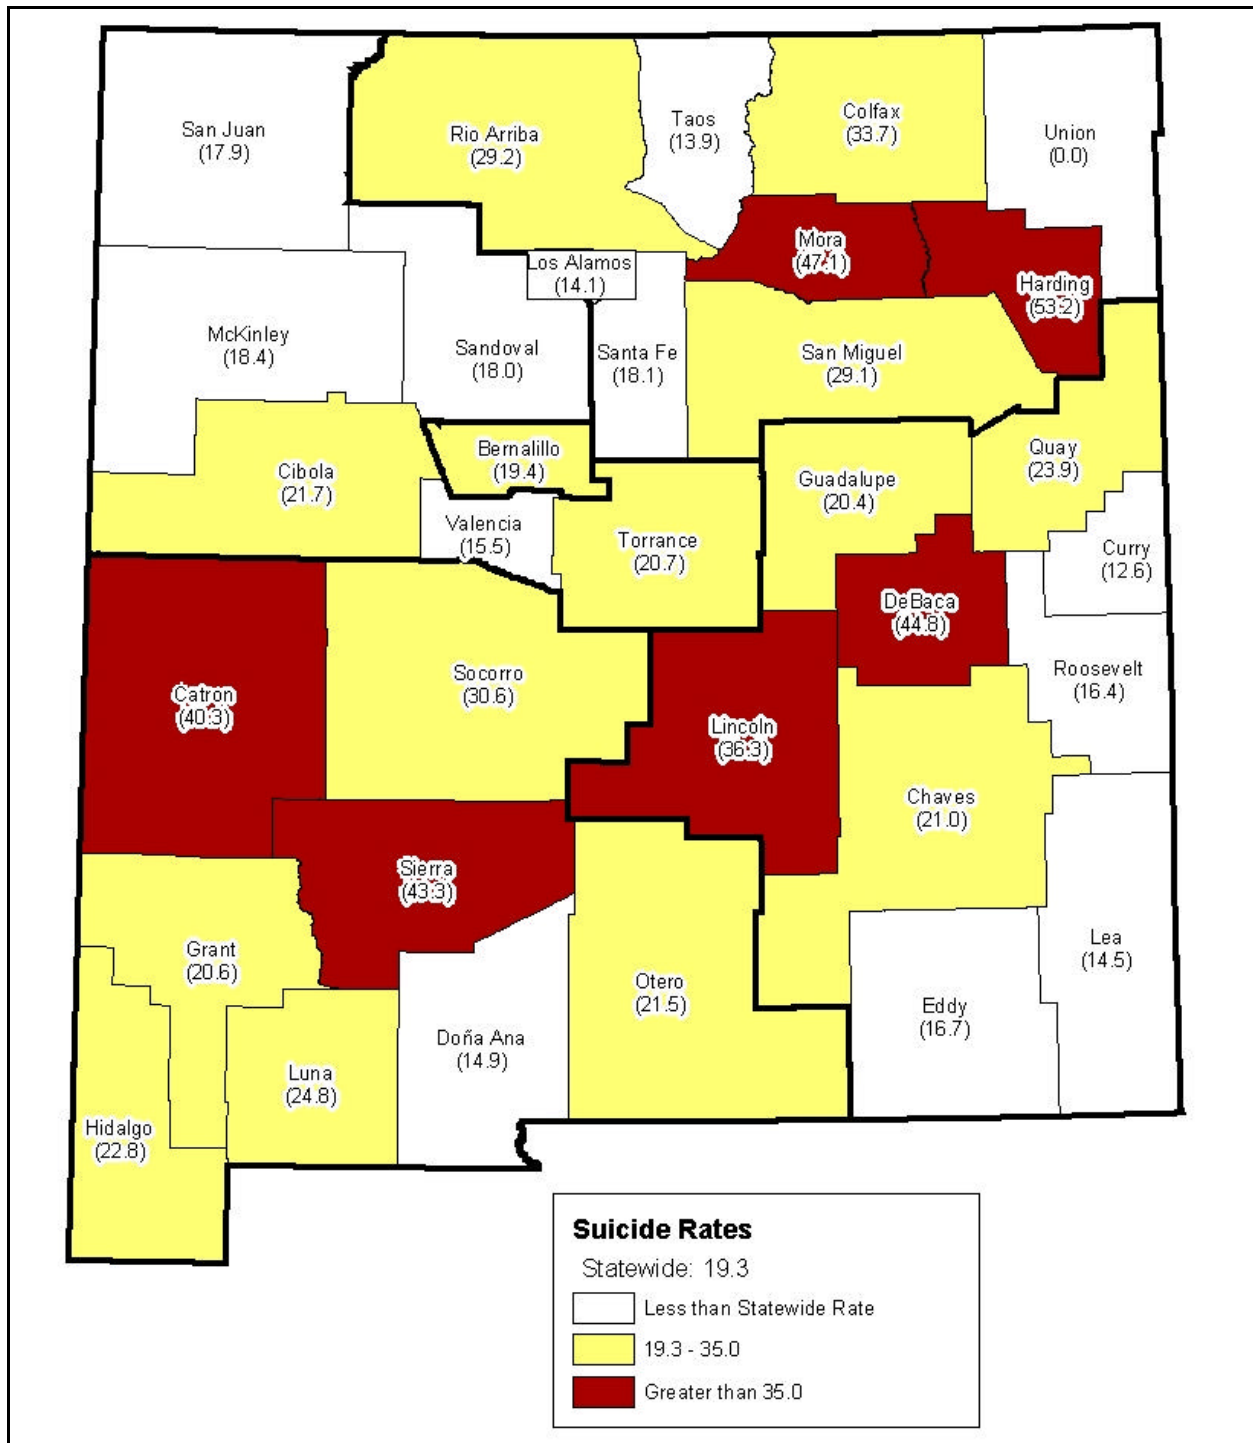 San Juan
(17.9)
Rio Arriba
(29.2)
Taos
(13.9)
Colfax
(33.7)
Union
(0.0)
Mora
(47.1)
Harding
(53.2)
Los Alamos
(14.1)
McKinley
(18.4)
Sandoval
(18.0)
Santa Fe
(18.1)
San Miguel
(29.1)
Cibola
(21.7)
Bernalillo
(19.4)
Quay
(23.9)
Guadalupe
(20.4)
Valencia
(15.5)
Torrance
(20.7)
Curry
(12.6)
DeBaca
(44.8)
Roosevelt
(16.4)
Catron
(40.3)
Socorro
(30.6)
Lincoln
(36.3)
Chaves
(21.0)
Sierra
(43.3)
Grant
(20.6)
Lea
(14.5)
Otero
(21.5)
Eddy
(16.7)
Doña Ana
(14.9)
Luna
(24.8)
Hidalgo
(22.8)
Suicide Rates
Statewide: 19.3
Less than Statewide Rate
19.3 - 35.0
Greater than 35.0